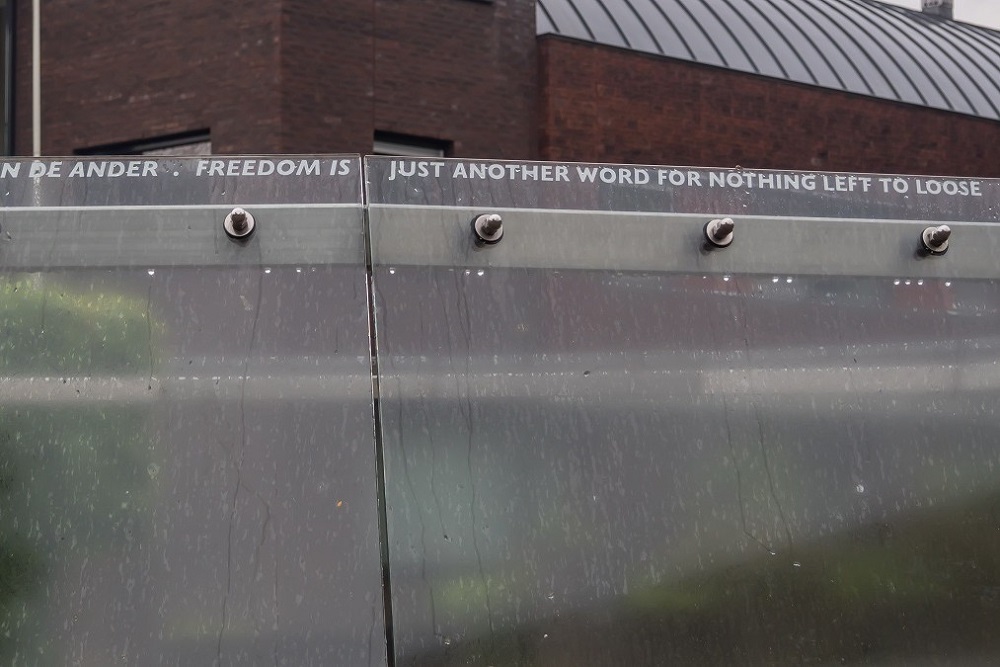 N DE ANDER . FREEDOM IS JUST ANOTHER WORD FOR NOTHING LEFT TO LOOSE